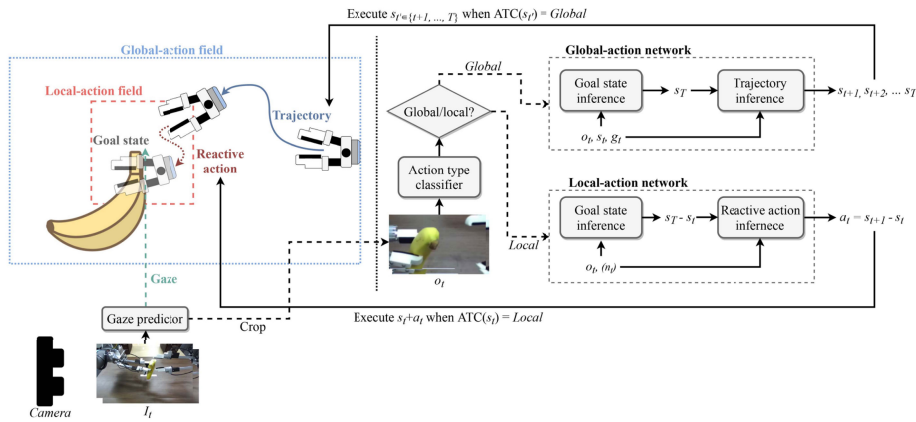 Execute s_{t'∈{t+1, ..., T}} when ATC(s_{t'}) = Global
Global-action field
Local-action field
Goal state
Trajectory
Reactive
action
Gaze
Gaze predictor
Crop
Camera
I_t
Global
Global/local?
Action type
classifier
o_t
Local
Global-action network
Goal state
inference
s_T
Trajectory
inference
s_{t+1}, s_{t+2}, ... s_T
o_t, s_t, g_t
Local-action network
Goal state
inference
s_T - s_t
Reactive action
infernece
a_t = s_{t+1} - s_t
o_t, (n_t)
Execute s_t+a_t when ATC(s_t) = Local